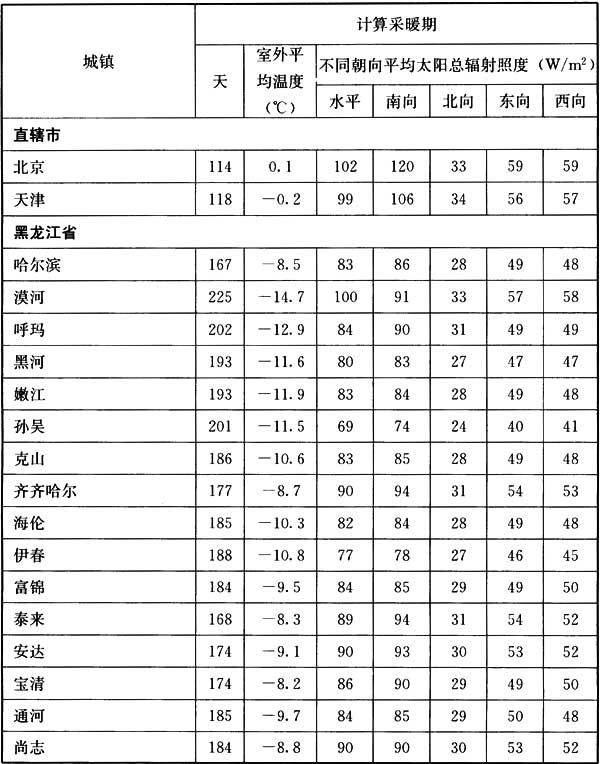 城镇 计算采暖期
天 室外平均温度(℃) 不同朝向平均太阳总辐射照度(W/m²)
水平 南向 北向 东向 西向
直辖市
北京 114 0.1 102 120 33 59 59
天津 118 －0.2 99 106 34 56 57
黑龙江省
哈尔滨 167 －8.5 83 86 28 49 48
漠河 225 －14.7 100 91 33 57 58
呼玛 202 －12.9 84 90 31 49 49
黑河 193 －11.6 80 83 27 47 47
嫩江 193 －11.9 83 84 28 49 48
孙吴 201 －11.5 69 74 24 40 41
克山 186 －10.6 83 85 28 49 48
齐齐哈尔 177 －8.7 90 94 31 54 53
海伦 185 －10.3 82 84 28 49 48
伊春 188 －10.8 77 78 27 46 45
富锦 184 －9.5 84 85 29 49 50
泰来 168 －8.3 89 94 31 54 52
安达 174 －9.1 90 93 30 53 52
宝清 174 －8.2 86 90 29 49 50
通河 185 －9.7 84 85 29 50 48
尚志 184 －8.8 90 90 30 53 52